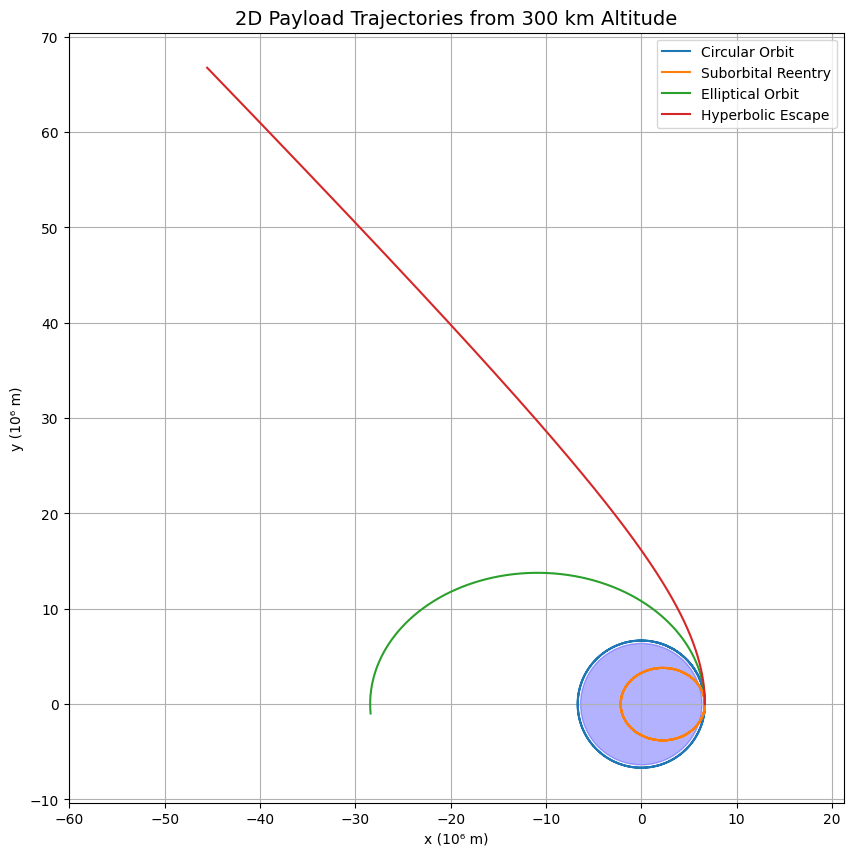 2D Payload Trajectories from 300 km Altitude
Circular Orbit
Suborbital Reentry
Elliptical Orbit
Hyperbolic Escape
70
60
50
40
30
20
10
0
−10
y (10⁶ m)
−60
−50
−40
−30
−20
−10
0
10
20
x (10⁶ m)